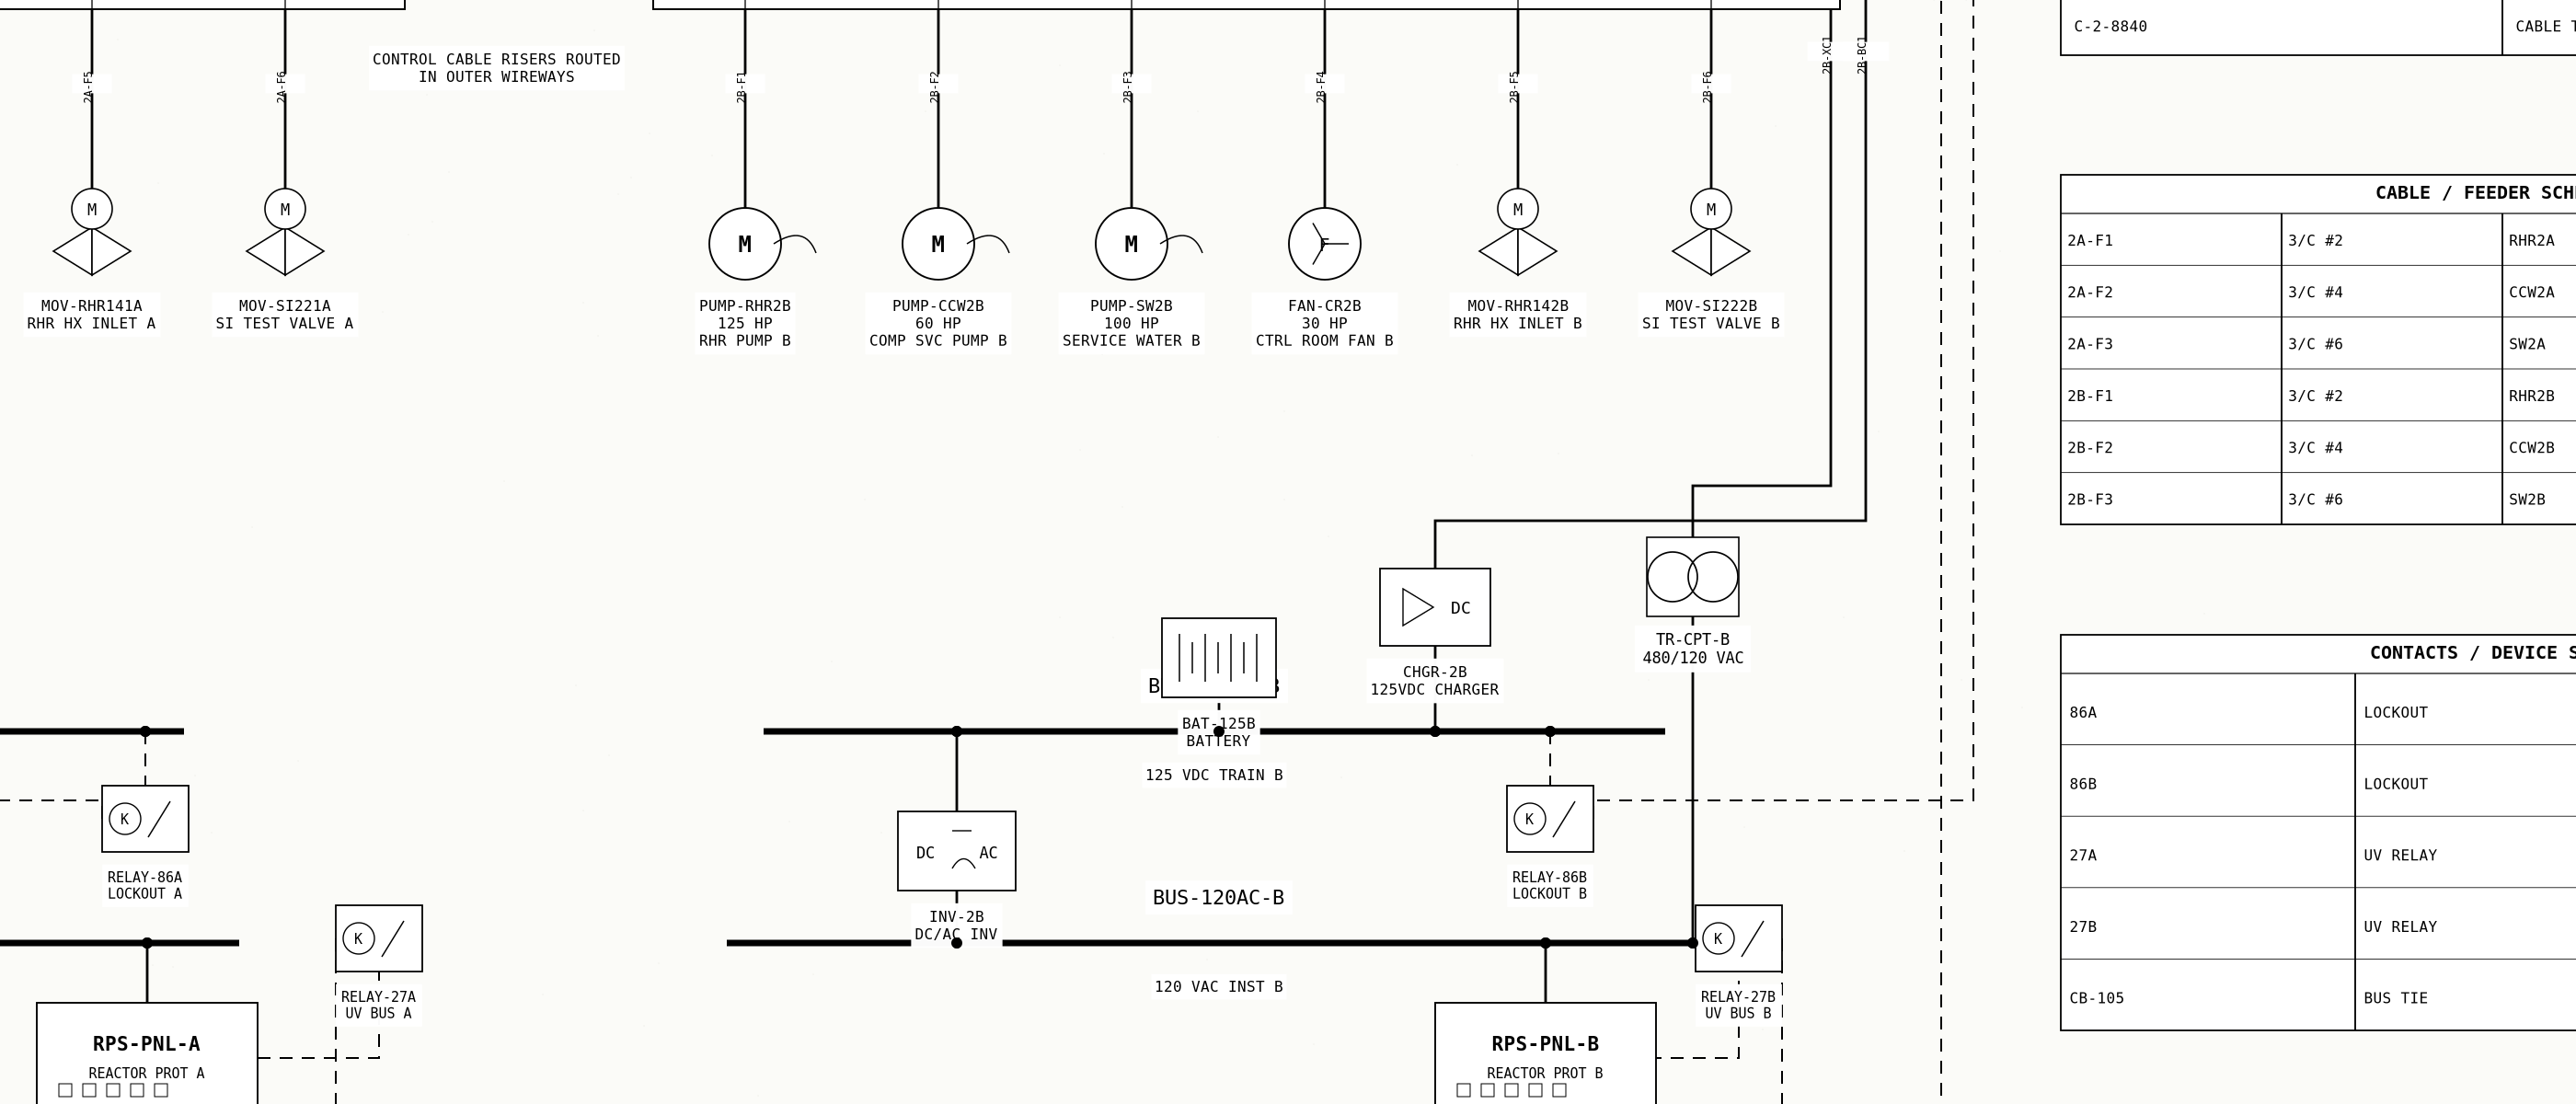 C-2-8840
CABLE T
CONTROL CABLE RISERS ROUTED
IN OUTER WIREWAYS
2A-F5
2A-F6
2B-F1
2B-F2
2B-F3
2B-F4
2B-F5
2B-F6
2B-XC1
2B-BC1
M
M
M
M
M
F
M
M
MOV-RHR141A
RHR HX INLET A
MOV-SI221A
SI TEST VALVE A
PUMP-RHR2B
125 HP
RHR PUMP B
PUMP-CCW2B
60 HP
COMP SVC PUMP B
PUMP-SW2B
100 HP
SERVICE WATER B
FAN-CR2B
30 HP
CTRL ROOM FAN B
MOV-RHR142B
RHR HX INLET B
MOV-SI222B
SI TEST VALVE B
CABLE / FEEDER SCH
2A-F1 3/C #2 RHR2A
2A-F2 3/C #4 CCW2A
2A-F3 3/C #6 SW2A
2B-F1 3/C #2 RHR2B
2B-F2 3/C #4 CCW2B
2B-F3 3/C #6 SW2B
DC
CHGR-2B
125VDC CHARGER
TR-CPT-B
480/120 VAC
BAT-125B
BATTERY
125 VDC TRAIN B
K
RELAY-86A
LOCKOUT A
DC AC
INV-2B
DC/AC INV
K
RELAY-86B
LOCKOUT B
BUS-120AC-B
120 VAC INST B
K
RELAY-27A
UV BUS A
K
RELAY-27B
UV BUS B
RPS-PNL-A
REACTOR PROT A
RPS-PNL-B
REACTOR PROT B
CONTACTS / DEVICE S
86A LOCKOUT
86B LOCKOUT
27A UV RELAY
27B UV RELAY
CB-105 BUS TIE